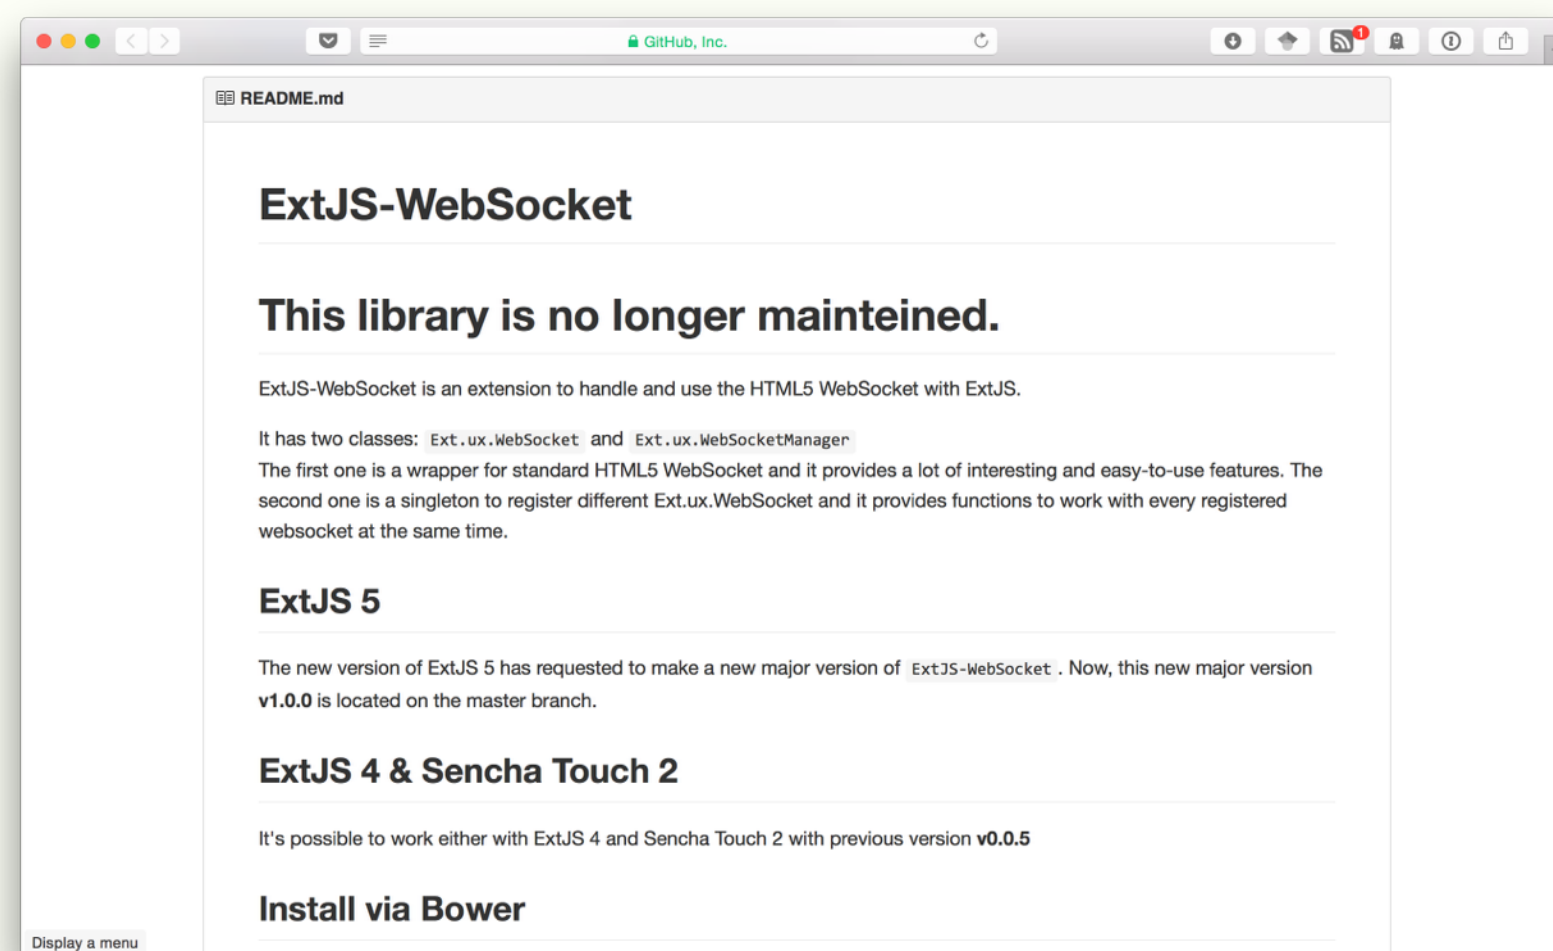 GitHub, Inc.
1
README.md
ExtJS-WebSocket
This library is no longer mainteined.
ExtJS-WebSocket is an extension to handle and use the HTML5 WebSocket with ExtJS.
It has two classes: Ext.ux.WebSocket and Ext.ux.WebSocketManager
The first one is a wrapper for standard HTML5 WebSocket and it provides a lot of interesting and easy-to-use features. The
second one is a singleton to register different Ext.ux.WebSocket and it provides functions to work with every registered
websocket at the same time.
ExtJS 5
The new version of ExtJS 5 has requested to make a new major version of ExtJS-WebSocket. Now, this new major version
v1.0.0 is located on the master branch.
ExtJS 4 & Sencha Touch 2
It's possible to work either with ExtJS 4 and Sencha Touch 2 with previous version v0.0.5
Install via Bower
Display a menu